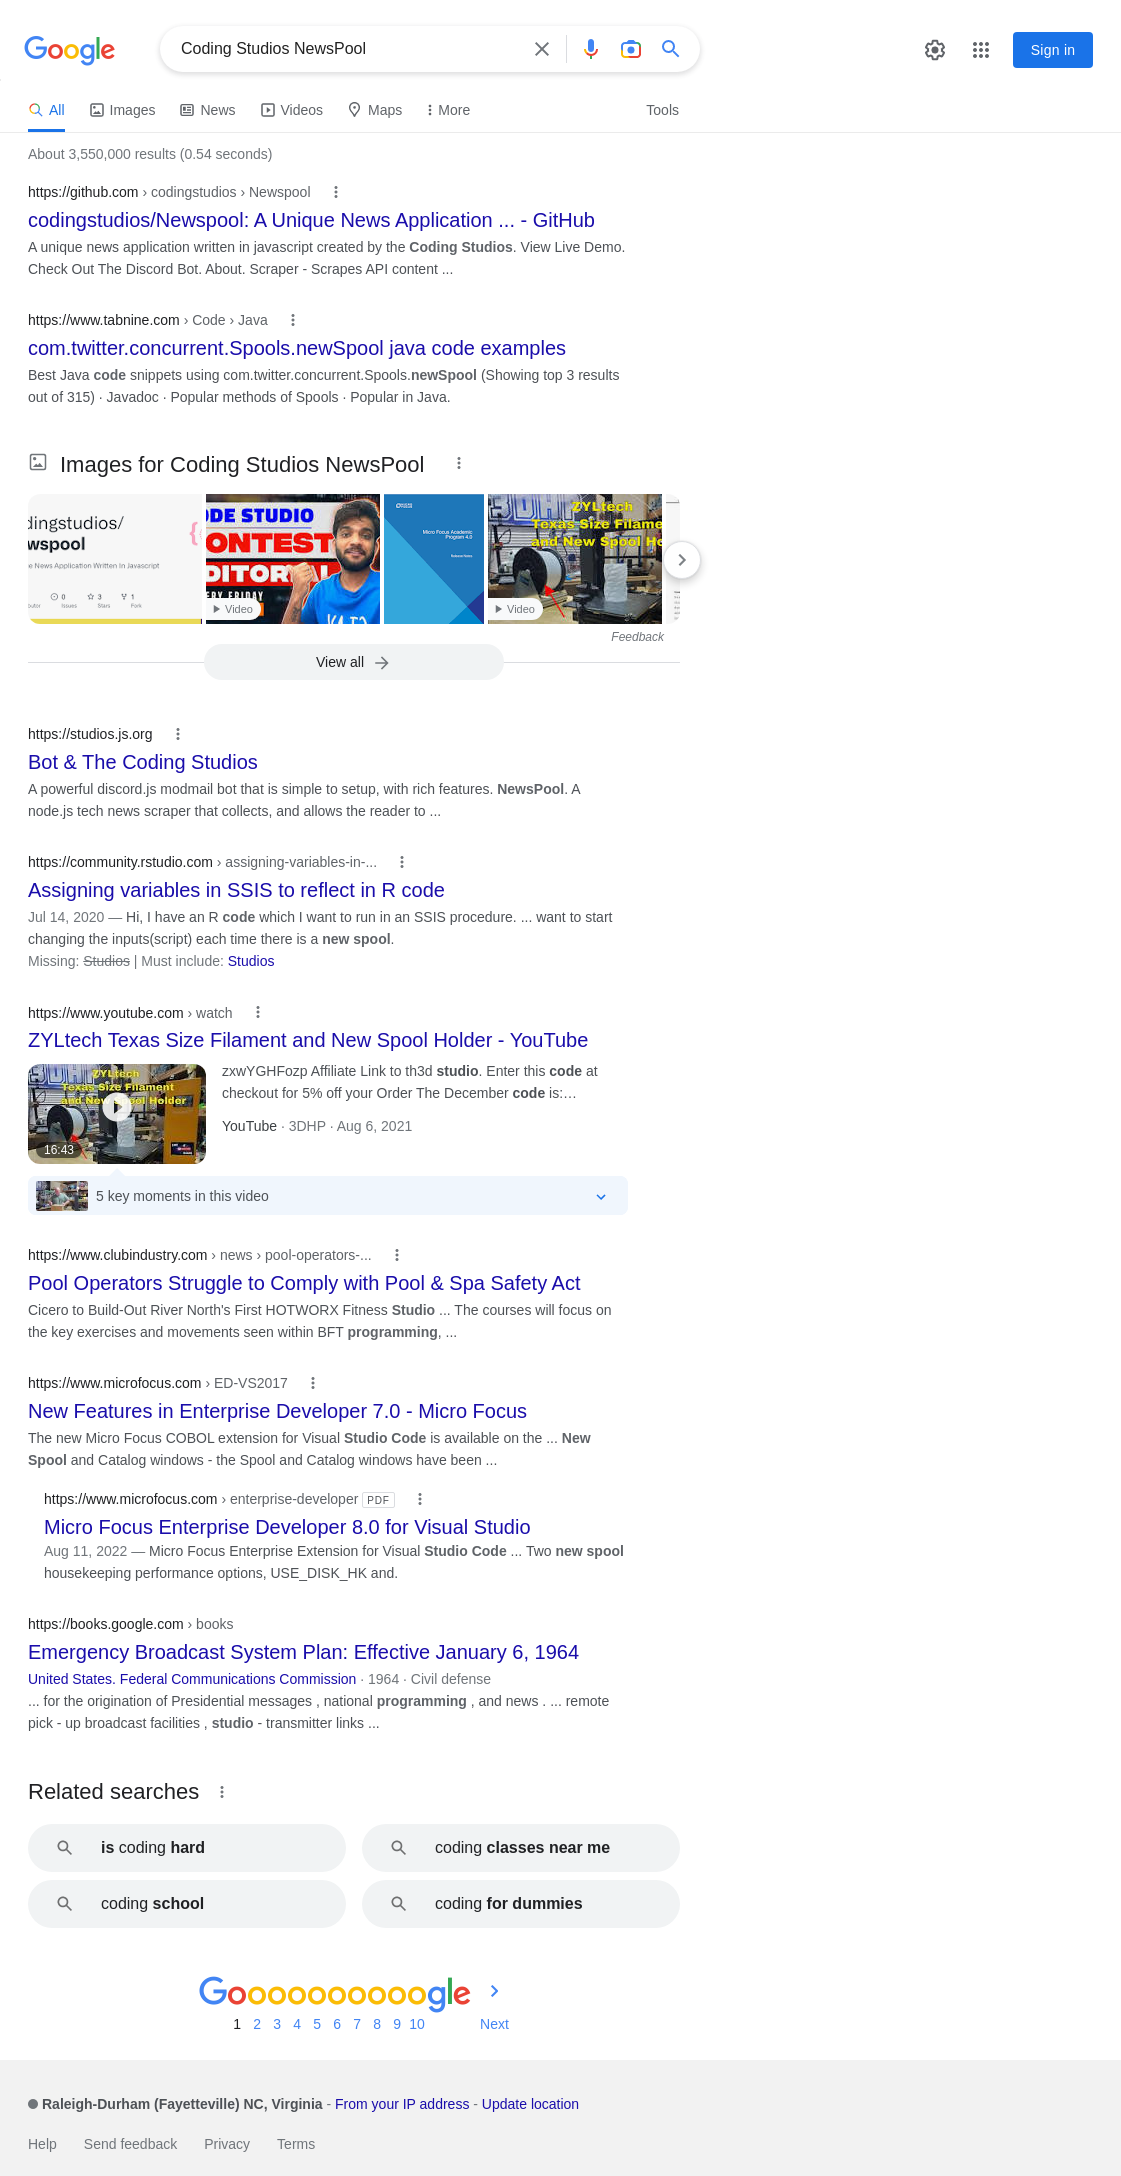 Google
Coding Studios NewsPool
Sign in
All
Images
News
Videos
Maps
More
Tools
About 3,550,000 results (0.54 seconds)
https://github.com › codingstudios › Newspool
codingstudios/Newspool: A Unique News Application ... - GitHub
A unique news application written in javascript created by the Coding Studios. View Live Demo.
Check Out The Discord Bot. About. Scraper - Scrapes API content ...
https://www.tabnine.com › Code › Java
com.twitter.concurrent.Spools.newSpool java code examples
Best Java code snippets using com.twitter.concurrent.Spools.newSpool (Showing top 3 results
out of 315) · Javadoc · Popular methods of Spools · Popular in Java.
Images for Coding Studios NewsPool
dingstudios/
wspool
e News Application Written In Javascript
0
3
1
Issues
Stars
Fork
ODE STUDIO
ONTEST
DITORIAL
ERY FRIDAY
Video
Micro Focus Academic
Program 4.0
Release Notes
ZYLtech
Texas Size Filame
and New Spool Ho
Video
Feedback
View all
https://studios.js.org
Bot & The Coding Studios
A powerful discord.js modmail bot that is simple to setup, with rich features. NewsPool. A
node.js tech news scraper that collects, and allows the reader to ...
https://community.rstudio.com › assigning-variables-in-...
Assigning variables in SSIS to reflect in R code
Jul 14, 2020 — Hi, I have an R code which I want to run in an SSIS procedure. ... want to start
changing the inputs(script) each time there is a new spool.
Missing: Studios | Must include: Studios
https://www.youtube.com › watch
ZYLtech Texas Size Filament and New Spool Holder - YouTube
ZYLtech
Texas Size Filament
and New Spool Holder
16:43
zxwYGHFozp Affiliate Link to th3d studio. Enter this code at
checkout for 5% off your Order The December code is:…
YouTube · 3DHP · Aug 6, 2021
5 key moments in this video
https://www.clubindustry.com › news › pool-operators-...
Pool Operators Struggle to Comply with Pool & Spa Safety Act
Cicero to Build-Out River North's First HOTWORX Fitness Studio ... The courses will focus on
the key exercises and movements seen within BFT programming, ...
https://www.microfocus.com › ED-VS2017
New Features in Enterprise Developer 7.0 - Micro Focus
The new Micro Focus COBOL extension for Visual Studio Code is available on the ... New
Spool and Catalog windows - the Spool and Catalog windows have been ...
https://www.microfocus.com › enterprise-developer PDF
Micro Focus Enterprise Developer 8.0 for Visual Studio
Aug 11, 2022 — Micro Focus Enterprise Extension for Visual Studio Code ... Two new spool
housekeeping performance options, USE_DISK_HK and.
https://books.google.com › books
Emergency Broadcast System Plan: Effective January 6, 1964
United States. Federal Communications Commission · 1964 · Civil defense
... for the origination of Presidential messages , national programming , and news . ... remote
pick - up broadcast facilities , studio - transmitter links ...
Related searches
is coding hard
coding classes near me
coding school
coding for dummies
Goooooooooogle
1 2 3 4 5 6 7 8 9 10 Next
Raleigh-Durham (Fayetteville) NC, Virginia - From your IP address - Update location
Help
Send feedback
Privacy
Terms